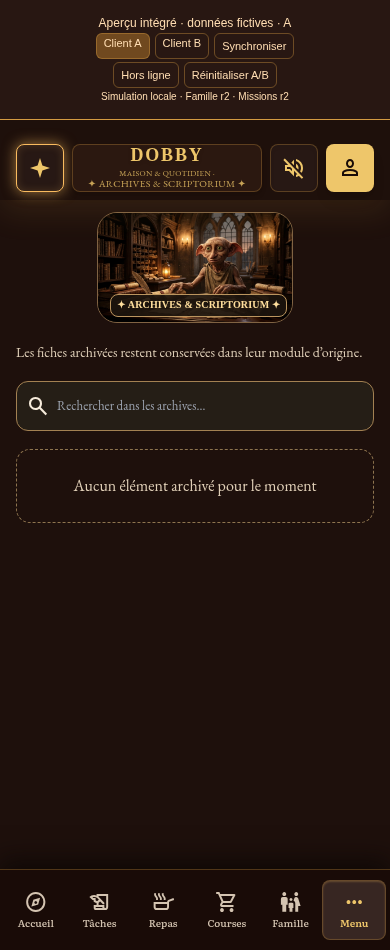 Aperçu intégré · données fictives · A
Client A
Client B
Synchroniser
Hors ligne
Réinitialiser A/B
Simulation locale · Famille r2 · Missions r2
DOBBY
MAISON & QUOTIDIEN ·
✦ ARCHIVES & SCRIPTORIUM ✦
✦ ARCHIVES & SCRIPTORIUM ✦
Les fiches archivées restent conservées dans leur module d’origine.
Rechercher dans les archives...
Aucun élément archivé pour le moment
Accueil
Tâches
Repas
Courses
Famille
Menu